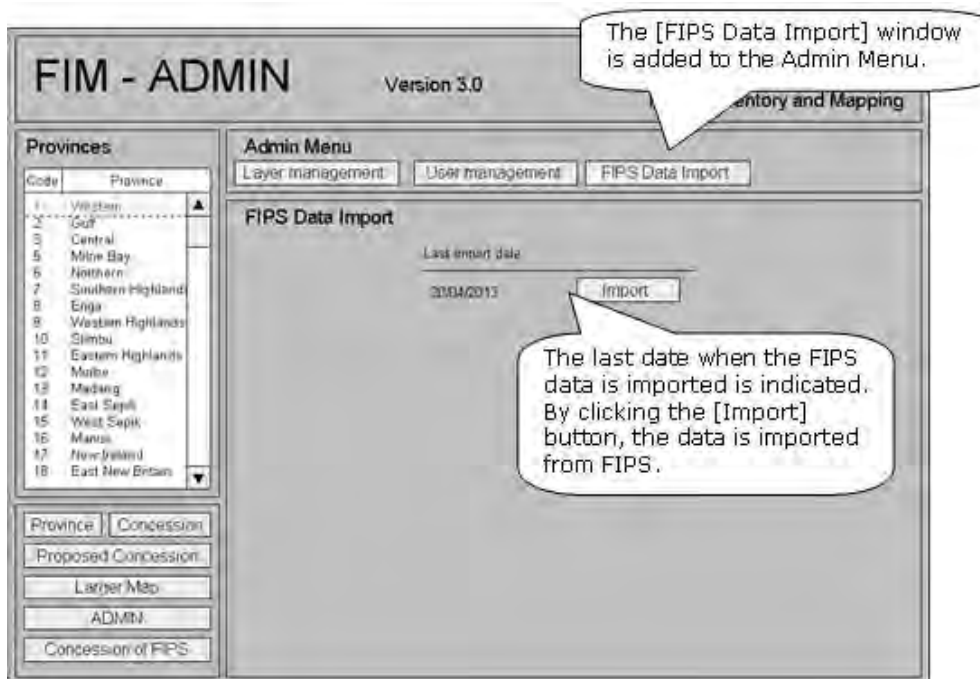 The [FIPS Data Import] window
is added to the Admin Menu.
FIM - ADMIN
Version 3.0
entory and Mapping
Provinces
Code Province
1 Western
2 Gulf
3 Central
5 Milne Bay
6 Northern
7 Southern Highland
8 Enga
9 Western Highlands
10 Simbu
11 Eastern Highlands
12 Morobe
13 Madang
14 East Sepik
15 West Sepik
16 Manus
17 New Ireland
18 East New Britain
Province
Concession
Proposed Concession
Larger Map
ADMIN
Concession of FIPS
Admin Menu
Layer management
User management
FIPS Data Import
FIPS Data Import
Last import date
20/04/2013
Import
The last date when the FIPS
data is imported is indicated.
By clicking the [Import]
button, the data is imported
from FIPS.